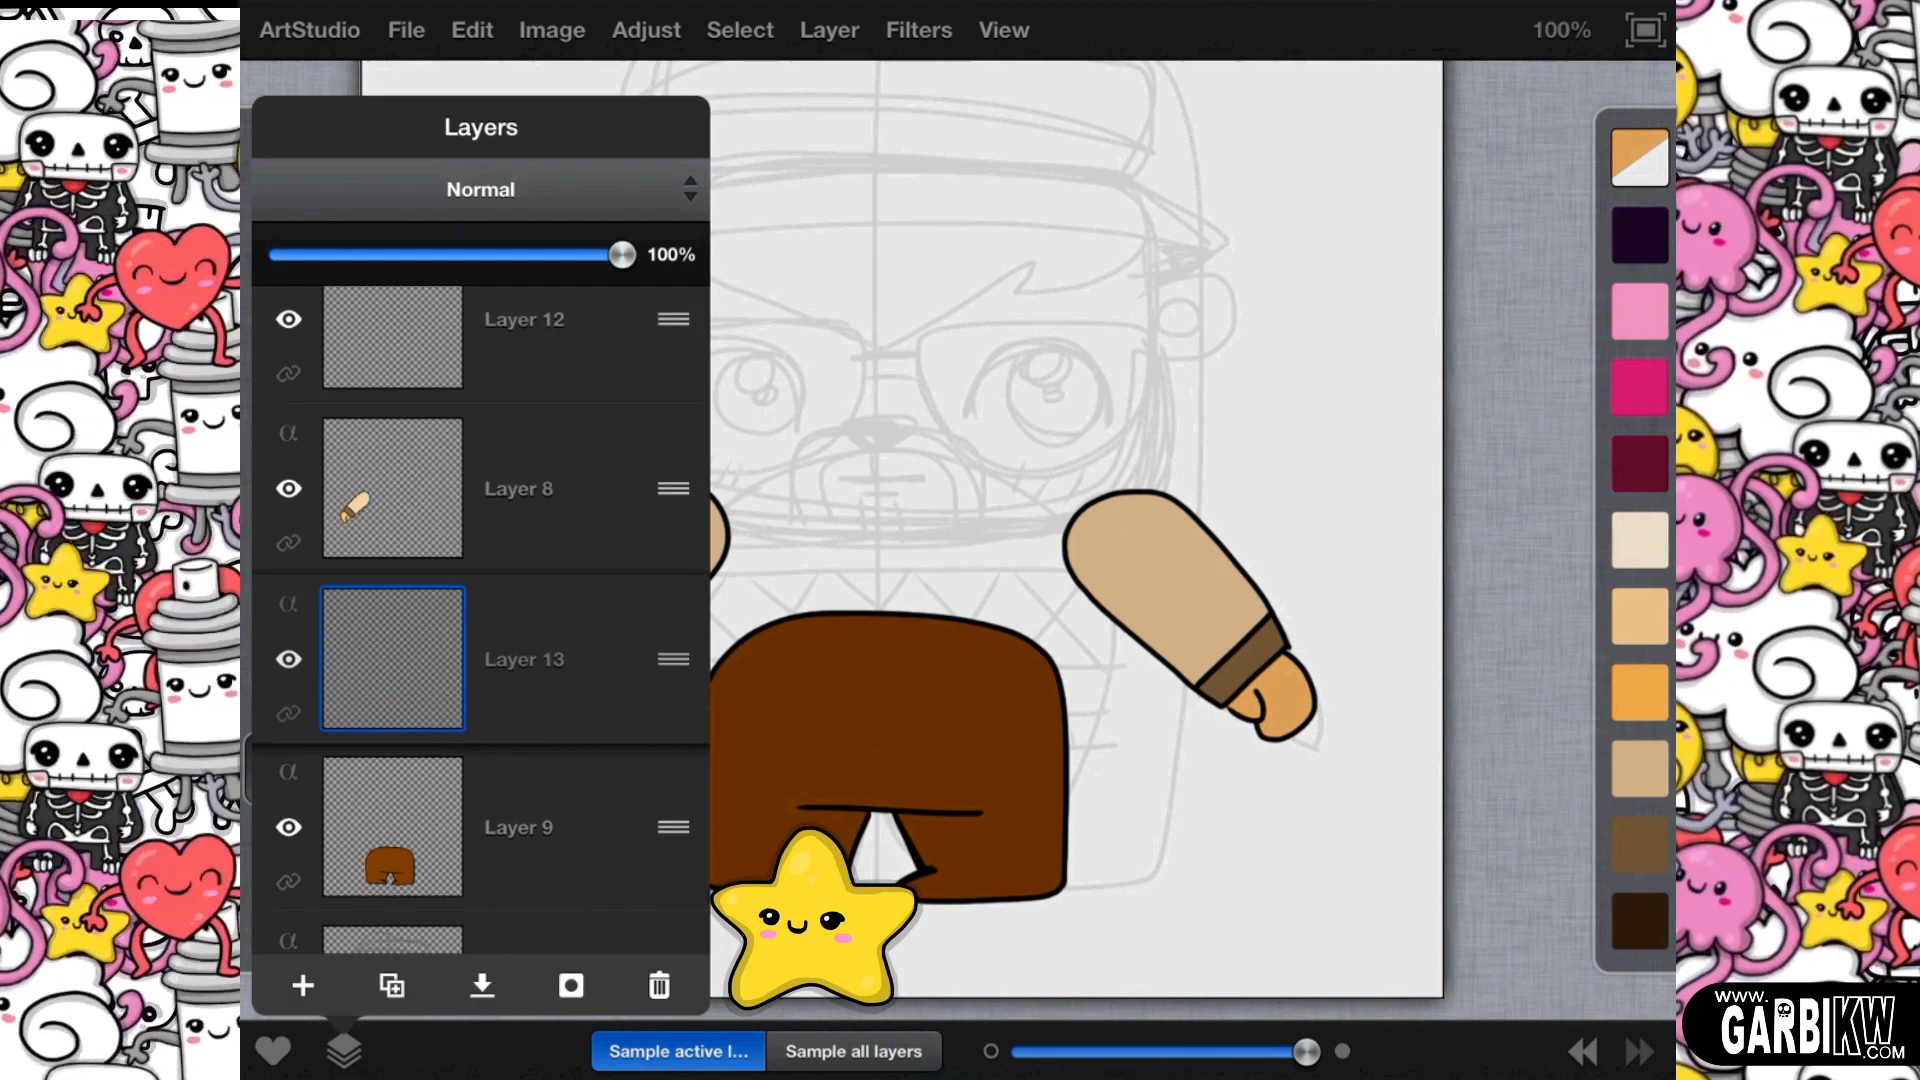 ArtStudio File Edit Image Adjust Select Layer Filters View 100%
Layers
Normal
100%
Layer 12
α
Layer 8
α
Layer 13
α
Layer 9
α
Sample active l... Sample all layers
WWW.
GARBIKW
.COM